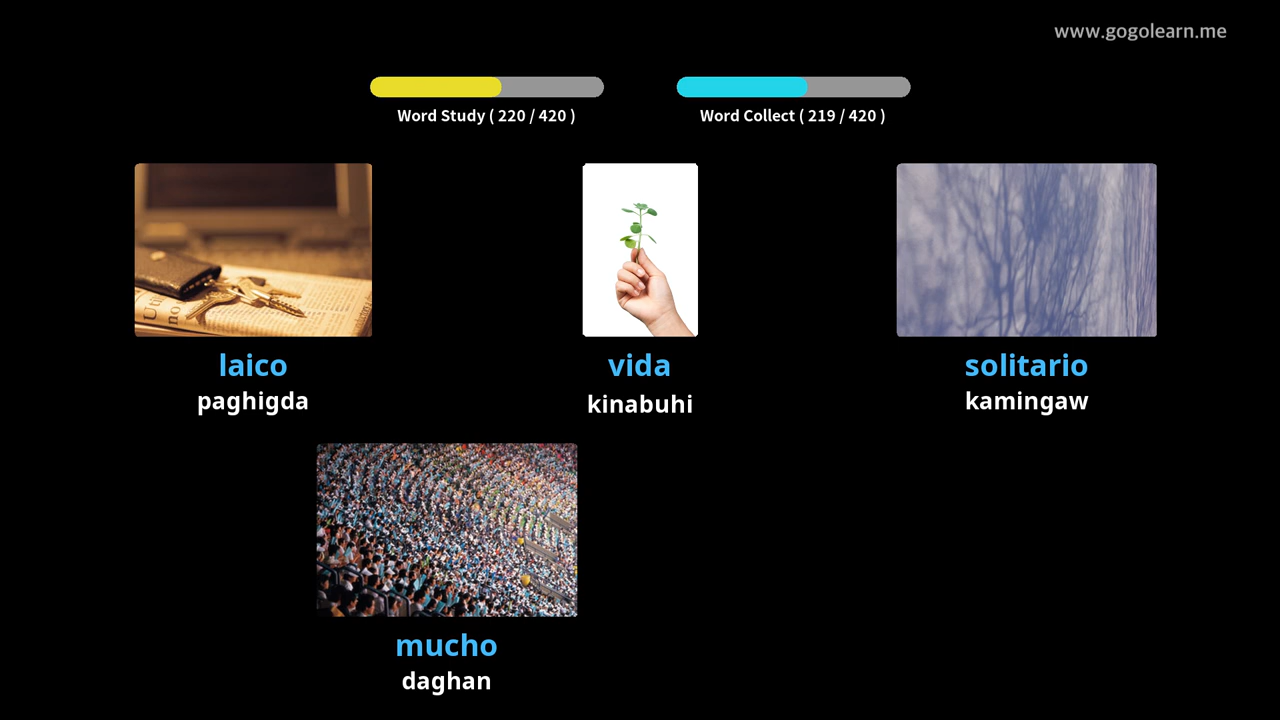 www.gogolearn.me
Word Study ( 220 / 420 )
Word Collect ( 219 / 420 )
laico
paghigda
vida
kinabuhi
solitario
kamingaw
mucho
daghan